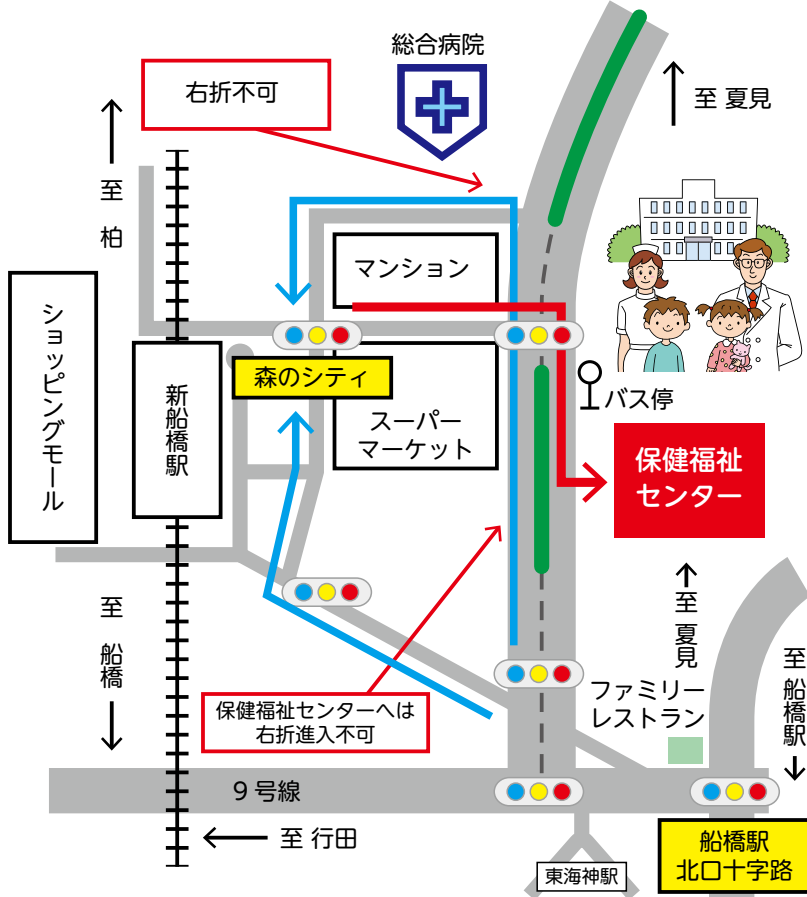 総合病院
右折不可
至 夏見
至 柏
マンション
ショッピングモール
新船橋駅
森のシティ
スーパー
マーケット
バス停
保健福祉
センター
至 船橋
至 夏見
至 船橋駅
ファミリー
レストラン
保健福祉センターへは
右折進入不可
9号線
至 行田
東海神駅
船橋駅
北口十字路